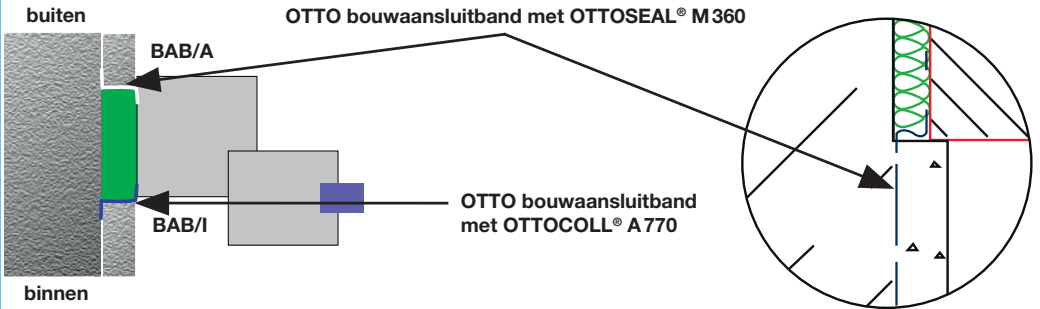 buiten
OTTO bouwaansluitband met OTTOSEAL® M 360
BAB/A
BAB/I
OTTO bouwaansluitband
met OTTOCOLL® A 770
binnen